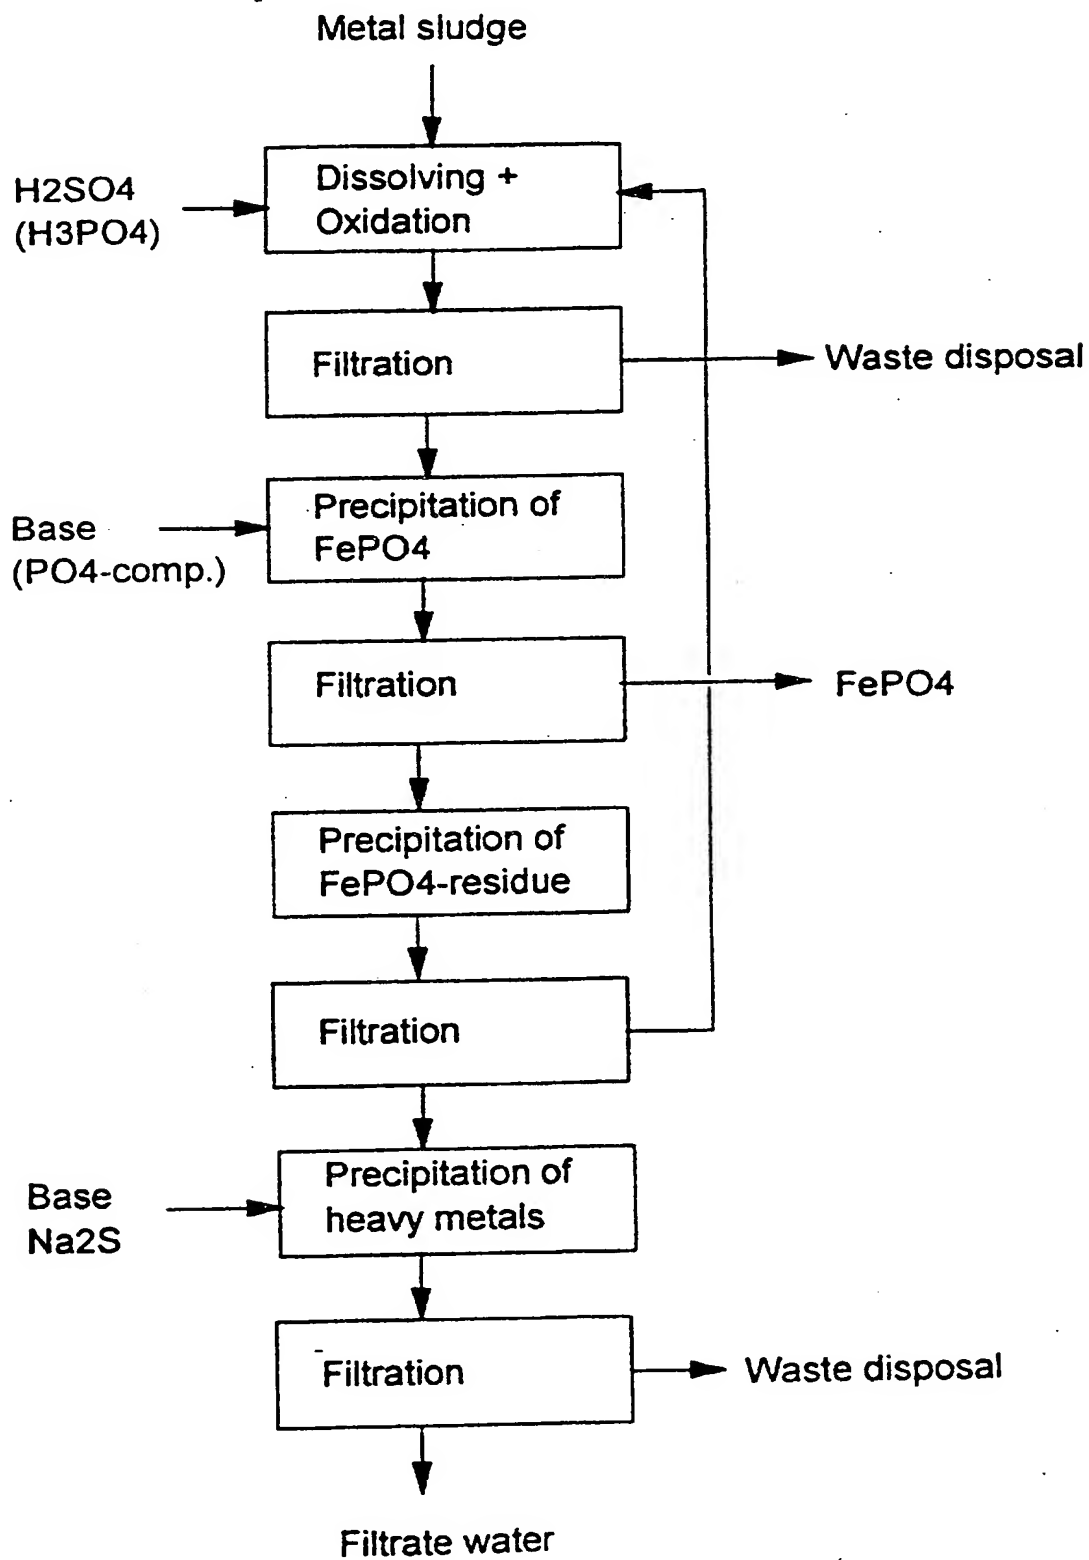 Metal sludge
H2SO4
(H3PO4)
Dissolving +
Oxidation
Filtration
Waste disposal
Base
(PO4-comp.)
Precipitation of
FePO4
Filtration
FePO4
Precipitation of
FePO4-residue
Filtration
Base
Na2S
Precipitation of
heavy metals
Filtration
Waste disposal
Filtrate water